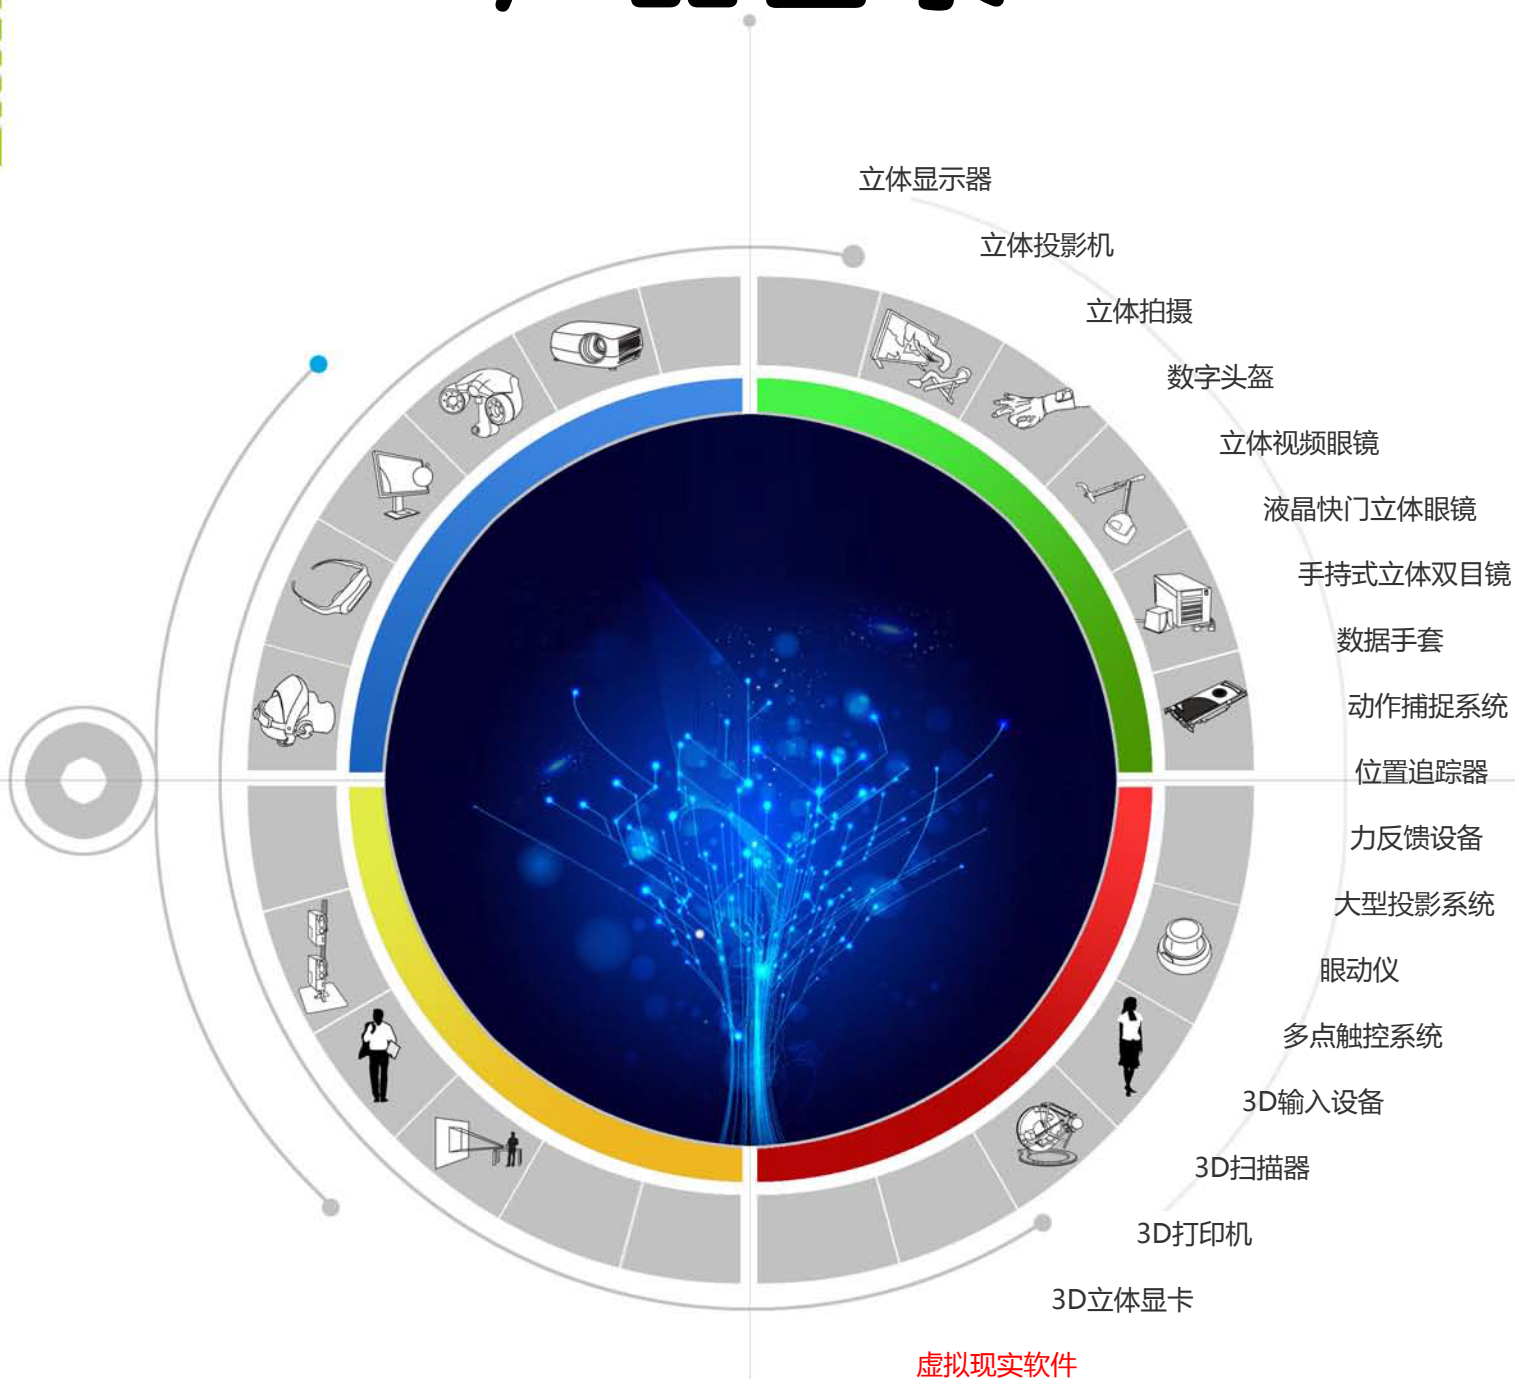 立体显示器
立体投影机
立体拍摄
数字头盔
立体视频眼镜
液晶快门立体眼镜
手持式立体双目镜
数据手套
动作捕捉系统
位置追踪器
力反馈设备
大型投影系统
眼动仪
多点触控系统
3D输入设备
3D扫描器
3D打印机
3D立体显卡
虚拟现实软件